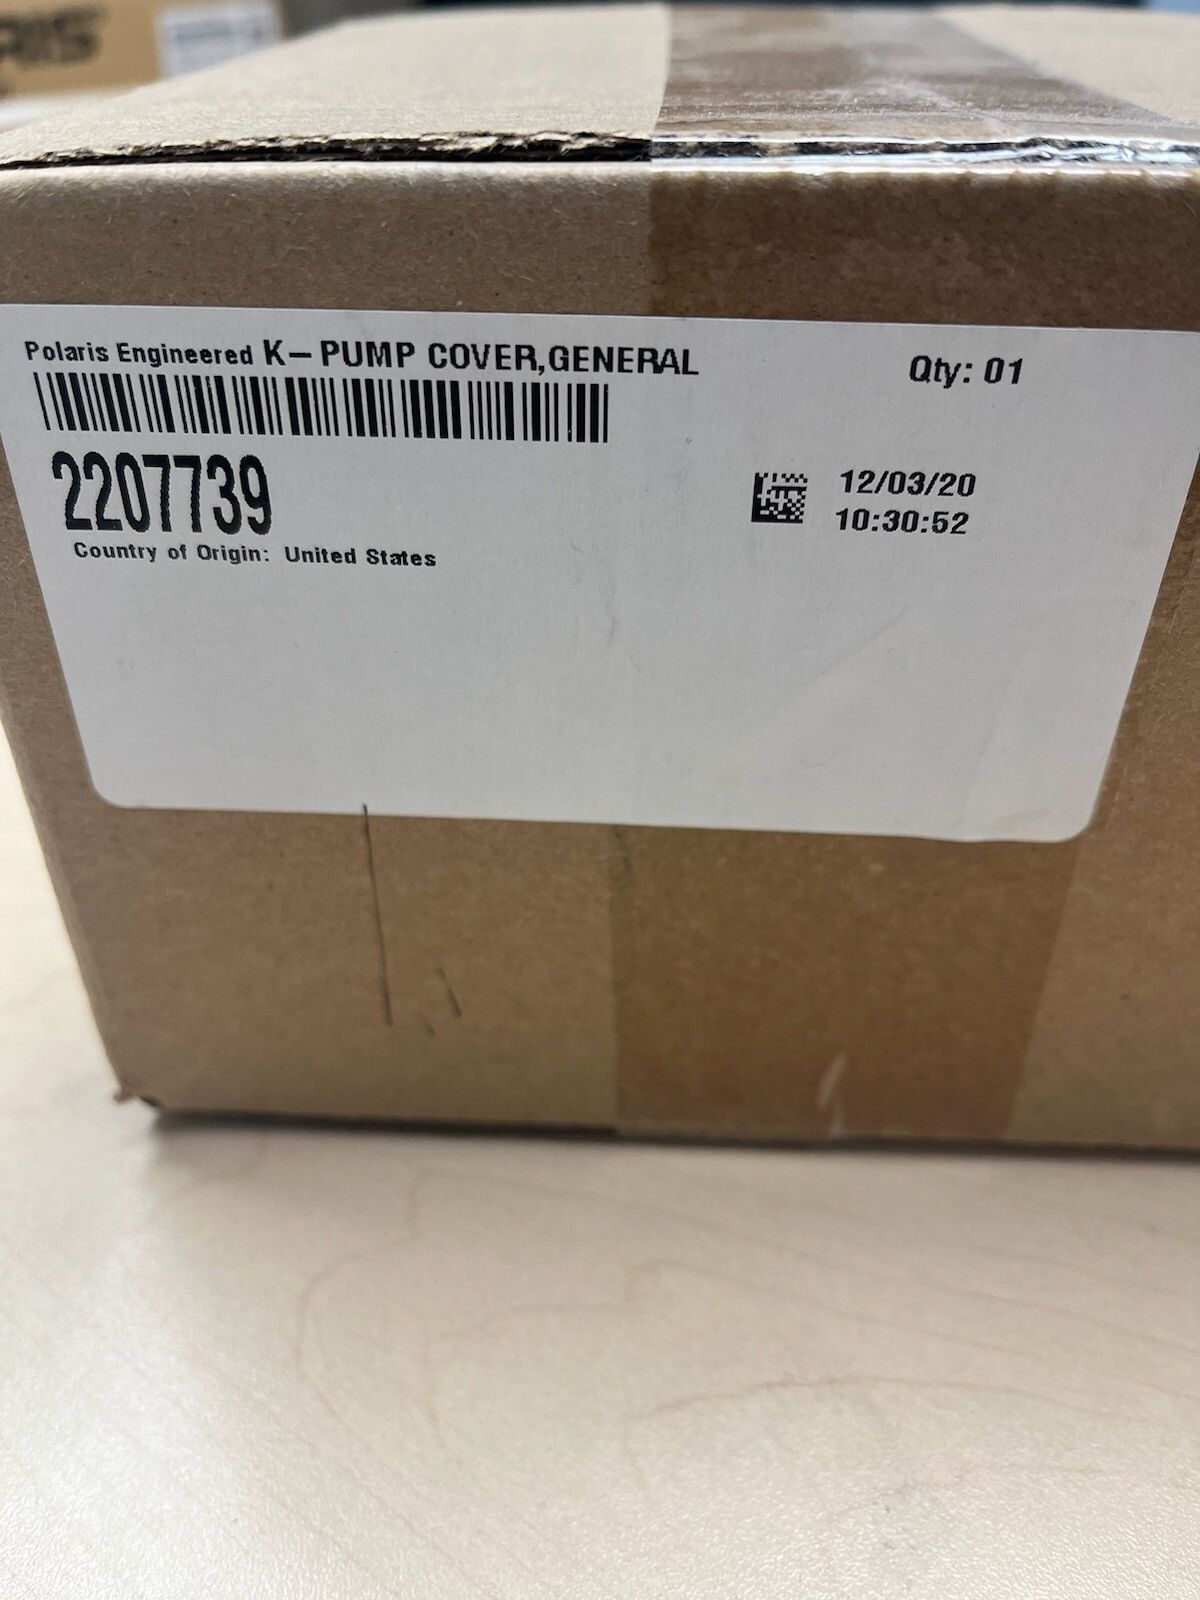 Polaris Engineered K-PUMP COVER,GENERAL
Qty: 01
2207739
12/03/20
10:30:52
Country of Origin: United States